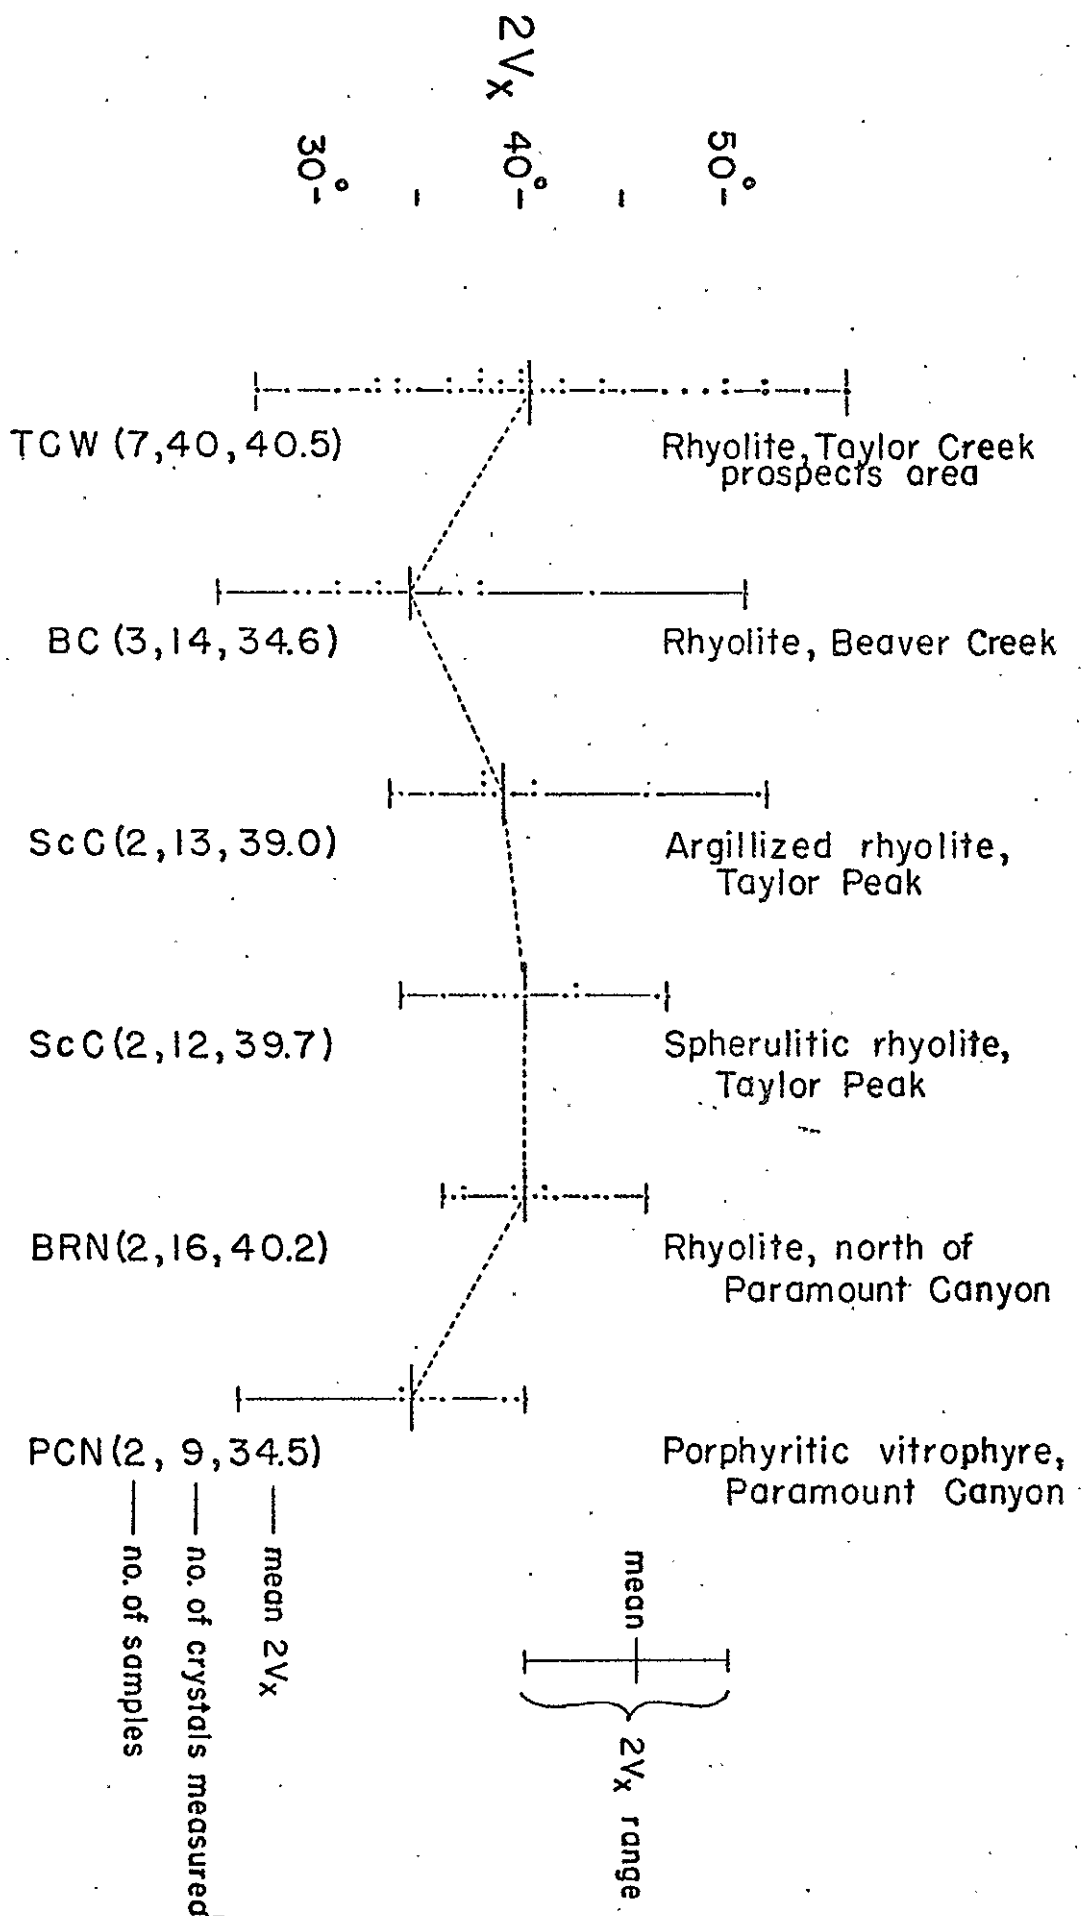 2Vx
30°
40°
50°
TCW (7,40,40.5)
Rhyolite, Taylor Creek
prospects area
BC (3,14,34.6)
Rhyolite, Beaver Creek
ScC (2,13,39.0)
Argillized rhyolite,
Taylor Peak
ScC (2,12,39.7)
Spherulitic rhyolite,
Taylor Peak
BRN (2,16,40.2)
Rhyolite, north of
Paramount Canyon
PCN (2, 9,34.5)
Porphyritic vitrophyre,
Paramount Canyon
mean 2Vx
no. of crystals measured
no. of samples
mean
2Vx range